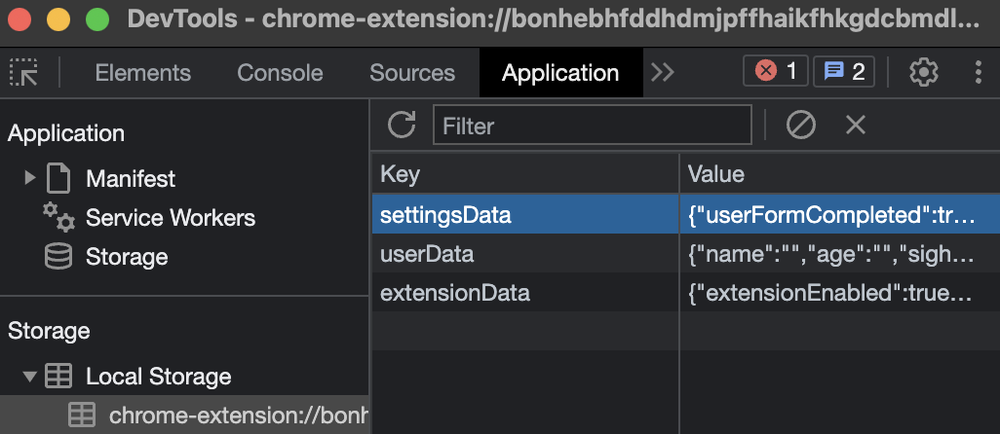 DevTools - chrome-extension://bonhebhfddhdmjpffhaikfhkgdcbmdl...
Elements Console Sources Application 1 2
Application
Manifest
Service Workers
Storage
Storage
Local Storage
chrome-extension://bonh
Filter
Key Value
settingsData {"userFormCompleted":tr...
userData {"name":"","age":"","sigh...
extensionData {"extensionEnabled":true...